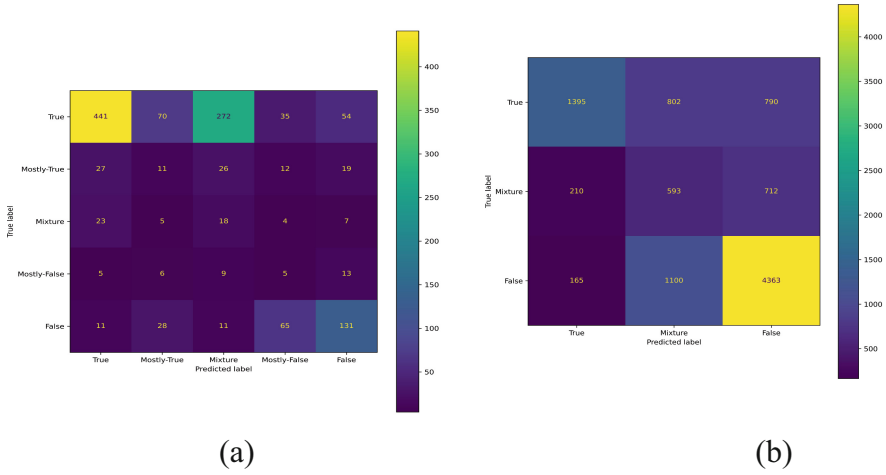 True 441 70 272 35 54
Mostly-True 27 11 26 12 19
Mixture 23 5 18 4 7
Mostly-False 5 6 9 5 13
False 11 28 11 65 131
True Mostly-True Mixture Mostly-False False
Predicted label
True label
400
350
300
250
200
150
100
50
(a)
True 1395 802 790
Mixture 210 593 712
False 165 1100 4363
True Mixture False
Predicted label
True label
4000
3500
3000
2500
2000
1500
1000
500
(b)